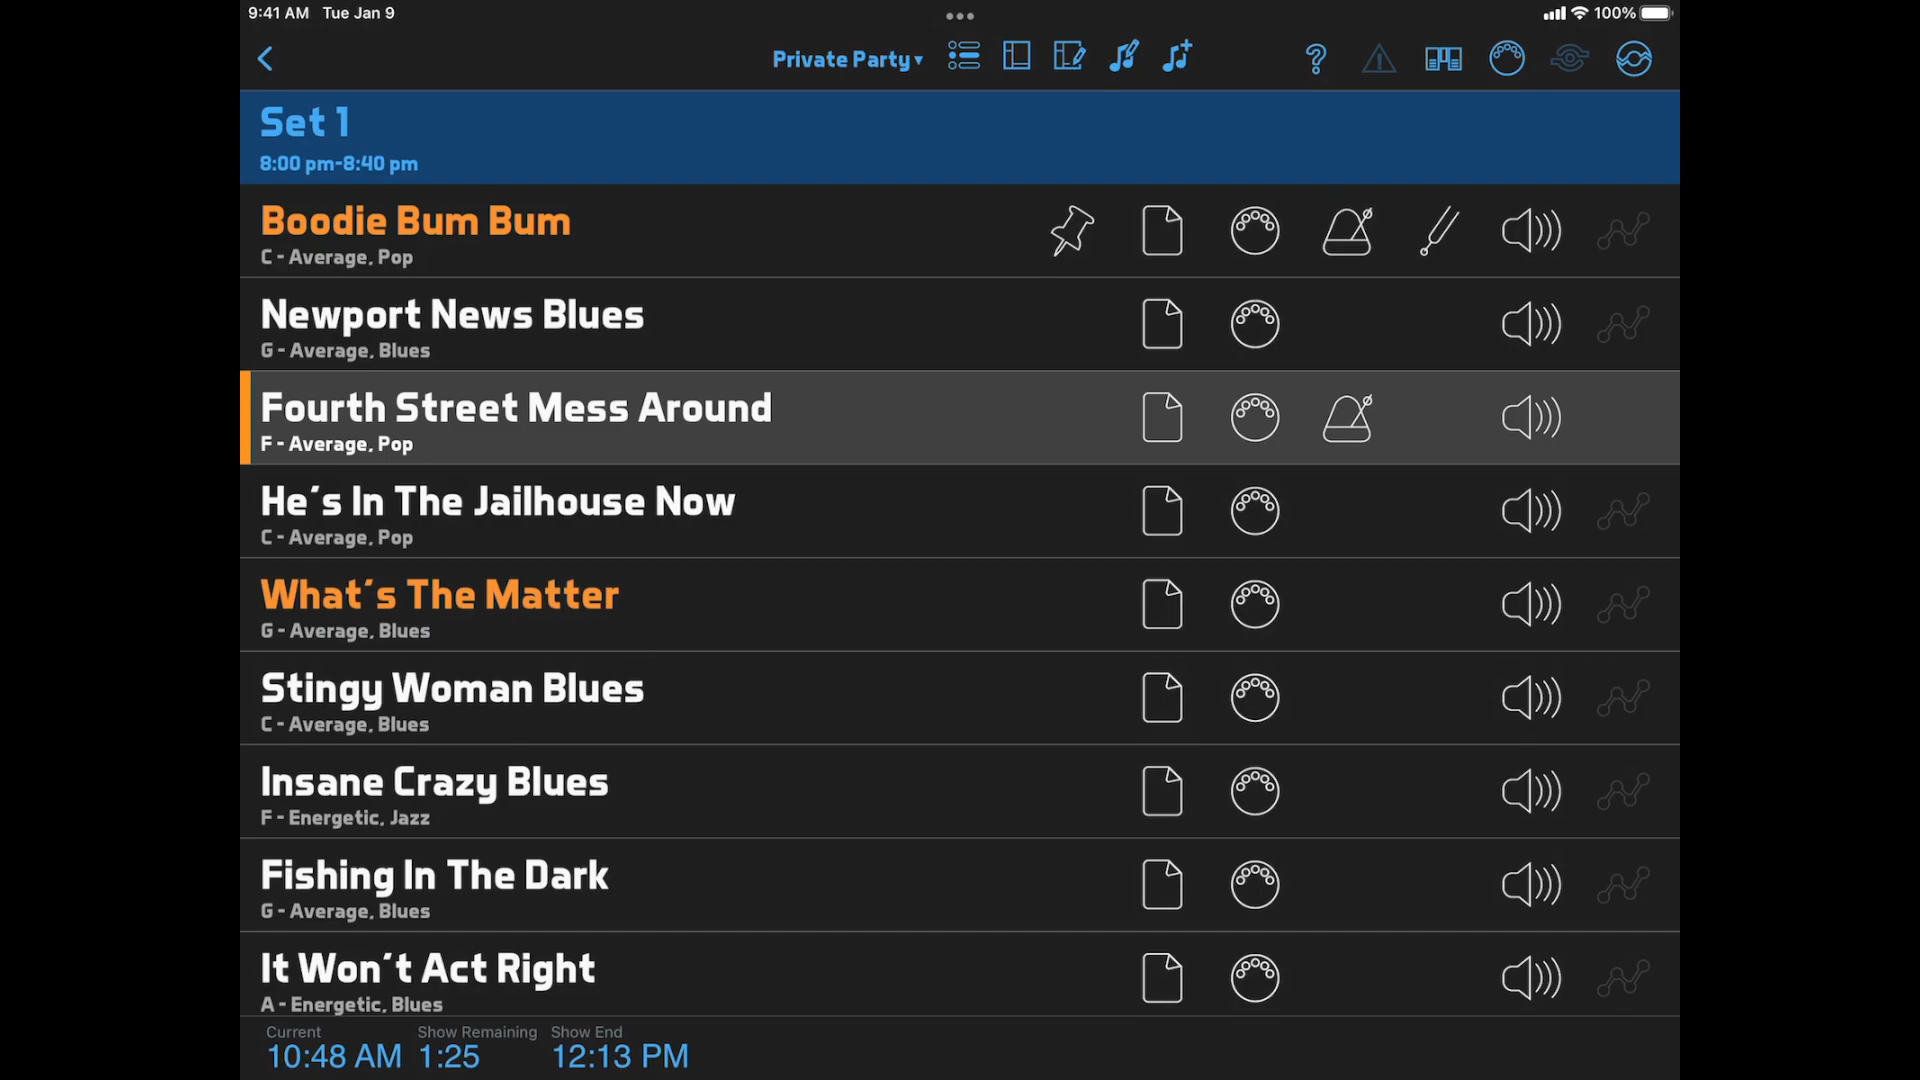 9:41 AM Tue Jan 9
100%
Private Party▾
Set 1
8:00 pm-8:40 pm
Boodie Bum Bum
C - Average, Pop
Newport News Blues
G - Average, Blues
Fourth Street Mess Around
F - Average, Pop
He's In The Jailhouse Now
C - Average, Pop
What's The Matter
G - Average, Blues
Stingy Woman Blues
C - Average, Blues
Insane Crazy Blues
F - Energetic, Jazz
Fishing In The Dark
G - Average, Blues
It Won't Act Right
A - Energetic, Blues
Current Show Remaining Show End
10:48 AM 1:25 12:13 PM